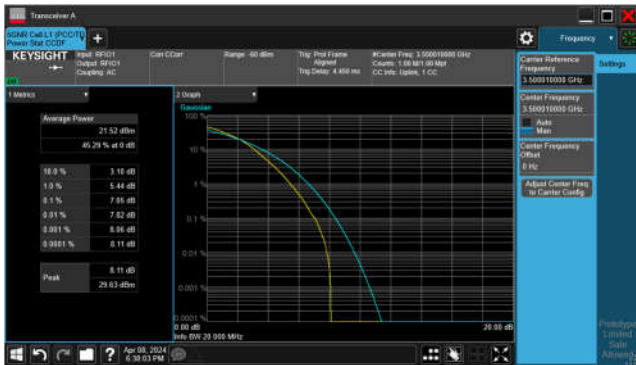 Transceiver A
5GNR Cell L1 (PCC/TD
Power Stat CCDF
+
Frequency
KEYSIGHT
Input: RFIO1
Output: RFIO1
Coupling: AC
Corr CCorr
Range: -60 dBm
Trig: Prot Frame
Aligned
Trig Delay: 4.450 ms
#Center Freq: 3.500010000 GHz
Counts: 1.00 M/1.00 Mpt
CC Info: Uplink, 1 CC
Carrier Reference
Frequency
3.500010000 GHz
Settings
1 Metrics
2 Graph
Gaussian
Center Frequency
3.500010000 GHz
Auto
Man
Center Frequency
Offset
0 Hz
Adjust Center Freq
to Carrier Config
Average Power
21.52 dBm
45.29 % at 0 dB
10.0 % 3.10 dB
1.0 % 5.44 dB
0.1 % 7.05 dB
0.01 % 7.82 dB
0.001 % 8.06 dB
0.0001 % 8.11 dB
Peak
8.11 dB
29.63 dBm
100 %
10 %
1 %
0.1 %
0.01 %
0.001 %
0.0001 %
0.00 dB
20.00 dB
Info BW 20.000 MHz
Prototype
Limited
Sale
Allowed
Apr 08, 2024
6:38:03 PM